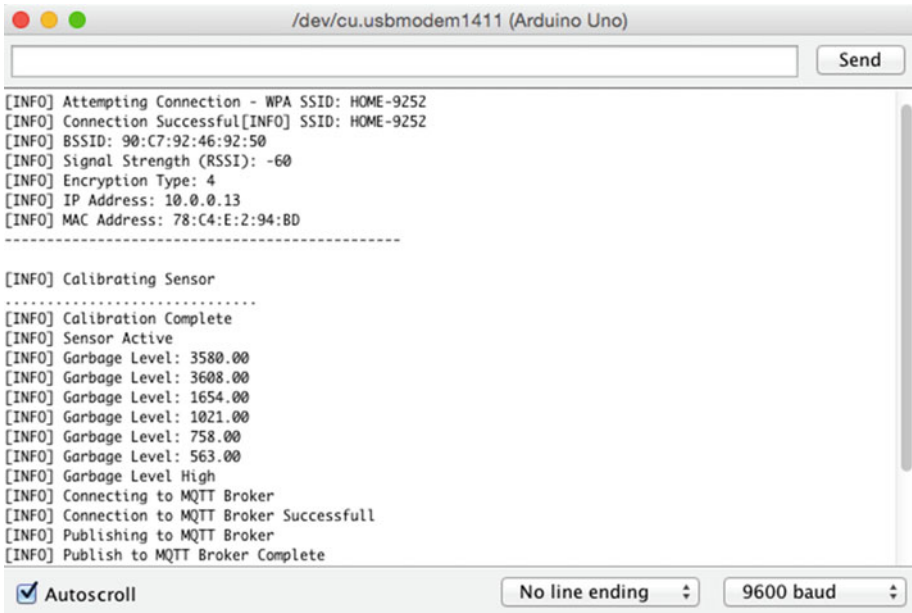 /dev/cu.usbmodem1411 (Arduino Uno)
Send
[INFO] Attempting Connection - WPA SSID: HOME-9252
[INFO] Connection Successful[INFO] SSID: HOME-9252
[INFO] BSSID: 90:C7:92:46:92:50
[INFO] Signal Strength (RSSI): -60
[INFO] Encryption Type: 4
[INFO] IP Address: 10.0.0.13
[INFO] MAC Address: 78:C4:E:2:94:BD
-----------------------------------------------
[INFO] Calibrating Sensor
..............................
[INFO] Calibration Complete
[INFO] Sensor Active
[INFO] Garbage Level: 3580.00
[INFO] Garbage Level: 3608.00
[INFO] Garbage Level: 1654.00
[INFO] Garbage Level: 1021.00
[INFO] Garbage Level: 758.00
[INFO] Garbage Level: 563.00
[INFO] Garbage Level High
[INFO] Connecting to MQTT Broker
[INFO] Connection to MQTT Broker Successfull
[INFO] Publishing to MQTT Broker
[INFO] Publish to MQTT Broker Complete
Autoscroll
No line ending
9600 baud